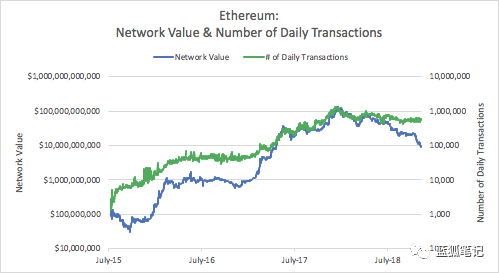 Ethereum:
Network Value & Number of Daily Transactions
Network Value
# of Daily Transactions
$1,000,000,000,000
$100,000,000,000
$10,000,000,000
$1,000,000,000
$100,000,000
$10,000,000
Network Value
10,000,000
1,000,000
100,000
10,000
1,000
Number of Daily Transactions
July-15
July-16
July-17
July-18
蓝狐笔记